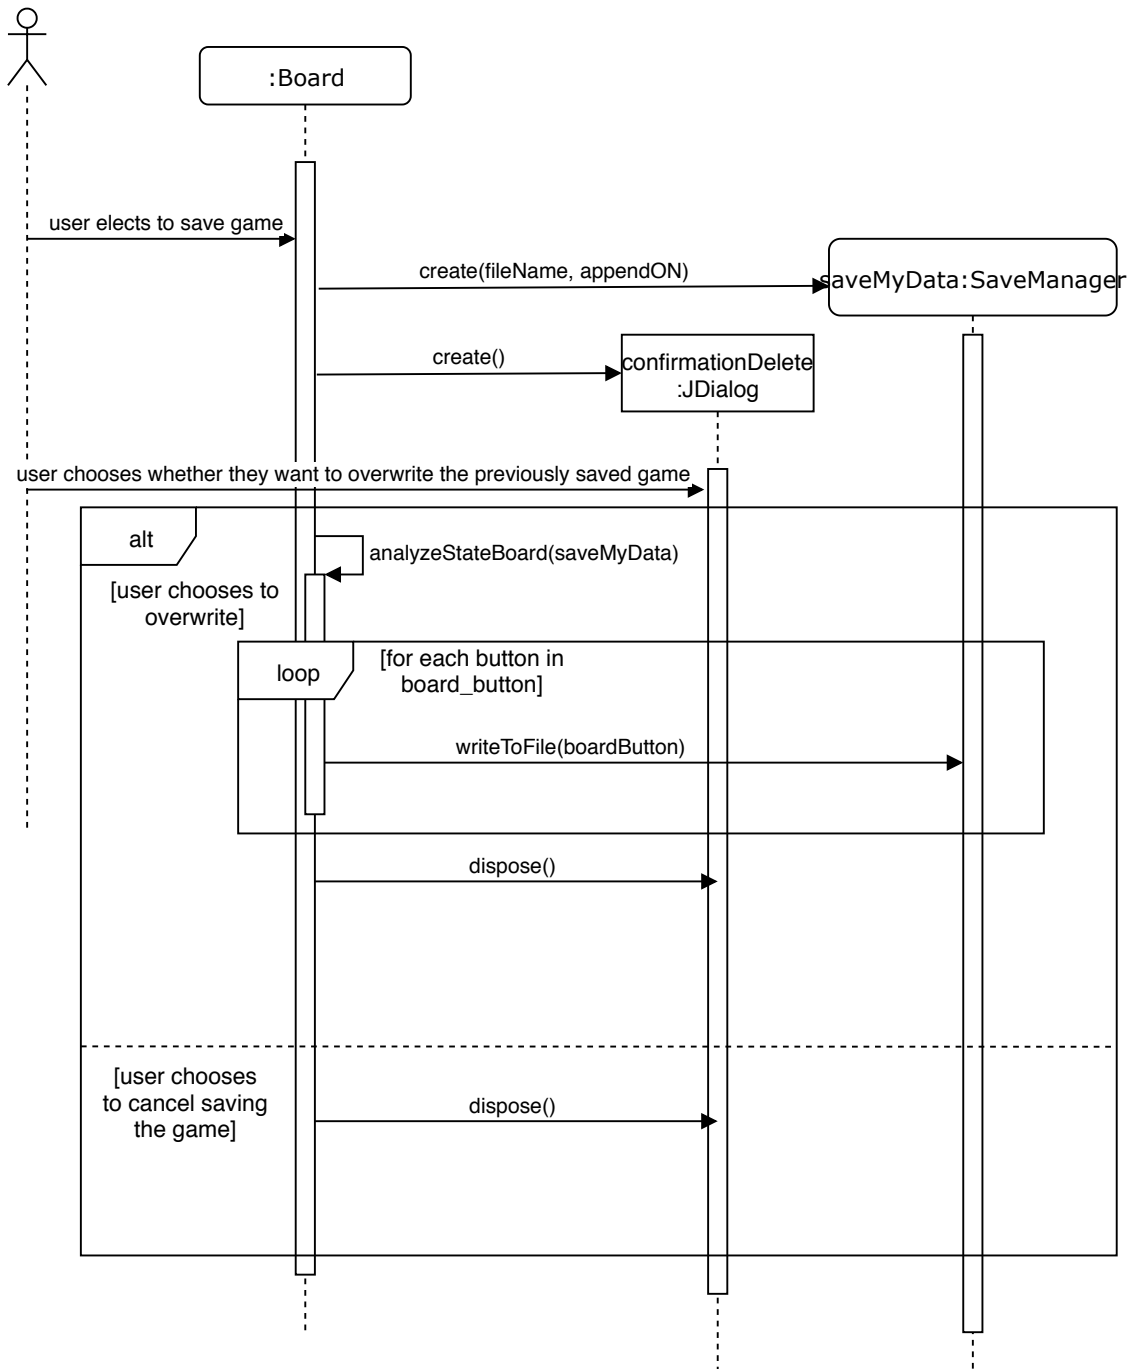 :Board
user elects to save game
create(fileName, appendON)
saveMyData:SaveManager
create()
confirmationDelete
:JDialog
user chooses whether they want to overwrite the previously saved game
alt
analyzeStateBoard(saveMyData)
[user chooses to
overwrite]
loop
[for each button in
board_button]
writeToFile(boardButton)
dispose()
[user chooses
to cancel saving
the game]
dispose()